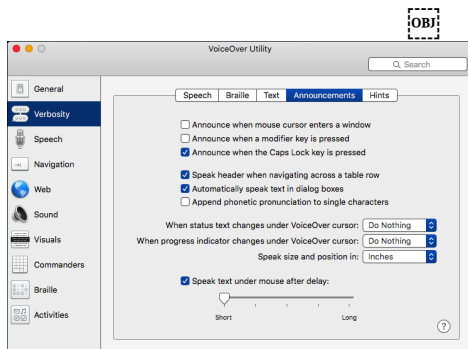 OBJ
VoiceOver Utility
Search
General
Verbosity
Speech
Navigation
Web
Sound
Visuals
Commanders
Braille
Activities
Speech Braille Text Announcements Hints
Announce when mouse cursor enters a window
Announce when a modifier key is pressed
Announce when the Caps Lock key is pressed
Speak header when navigating across a table row
Automatically speak text in dialog boxes
Append phonetic pronunciation to single characters
When status text changes under VoiceOver cursor: Do Nothing
When progress indicator changes under VoiceOver cursor: Do Nothing
Speak size and position in: Inches
Speak text under mouse after delay:
Short Long
?